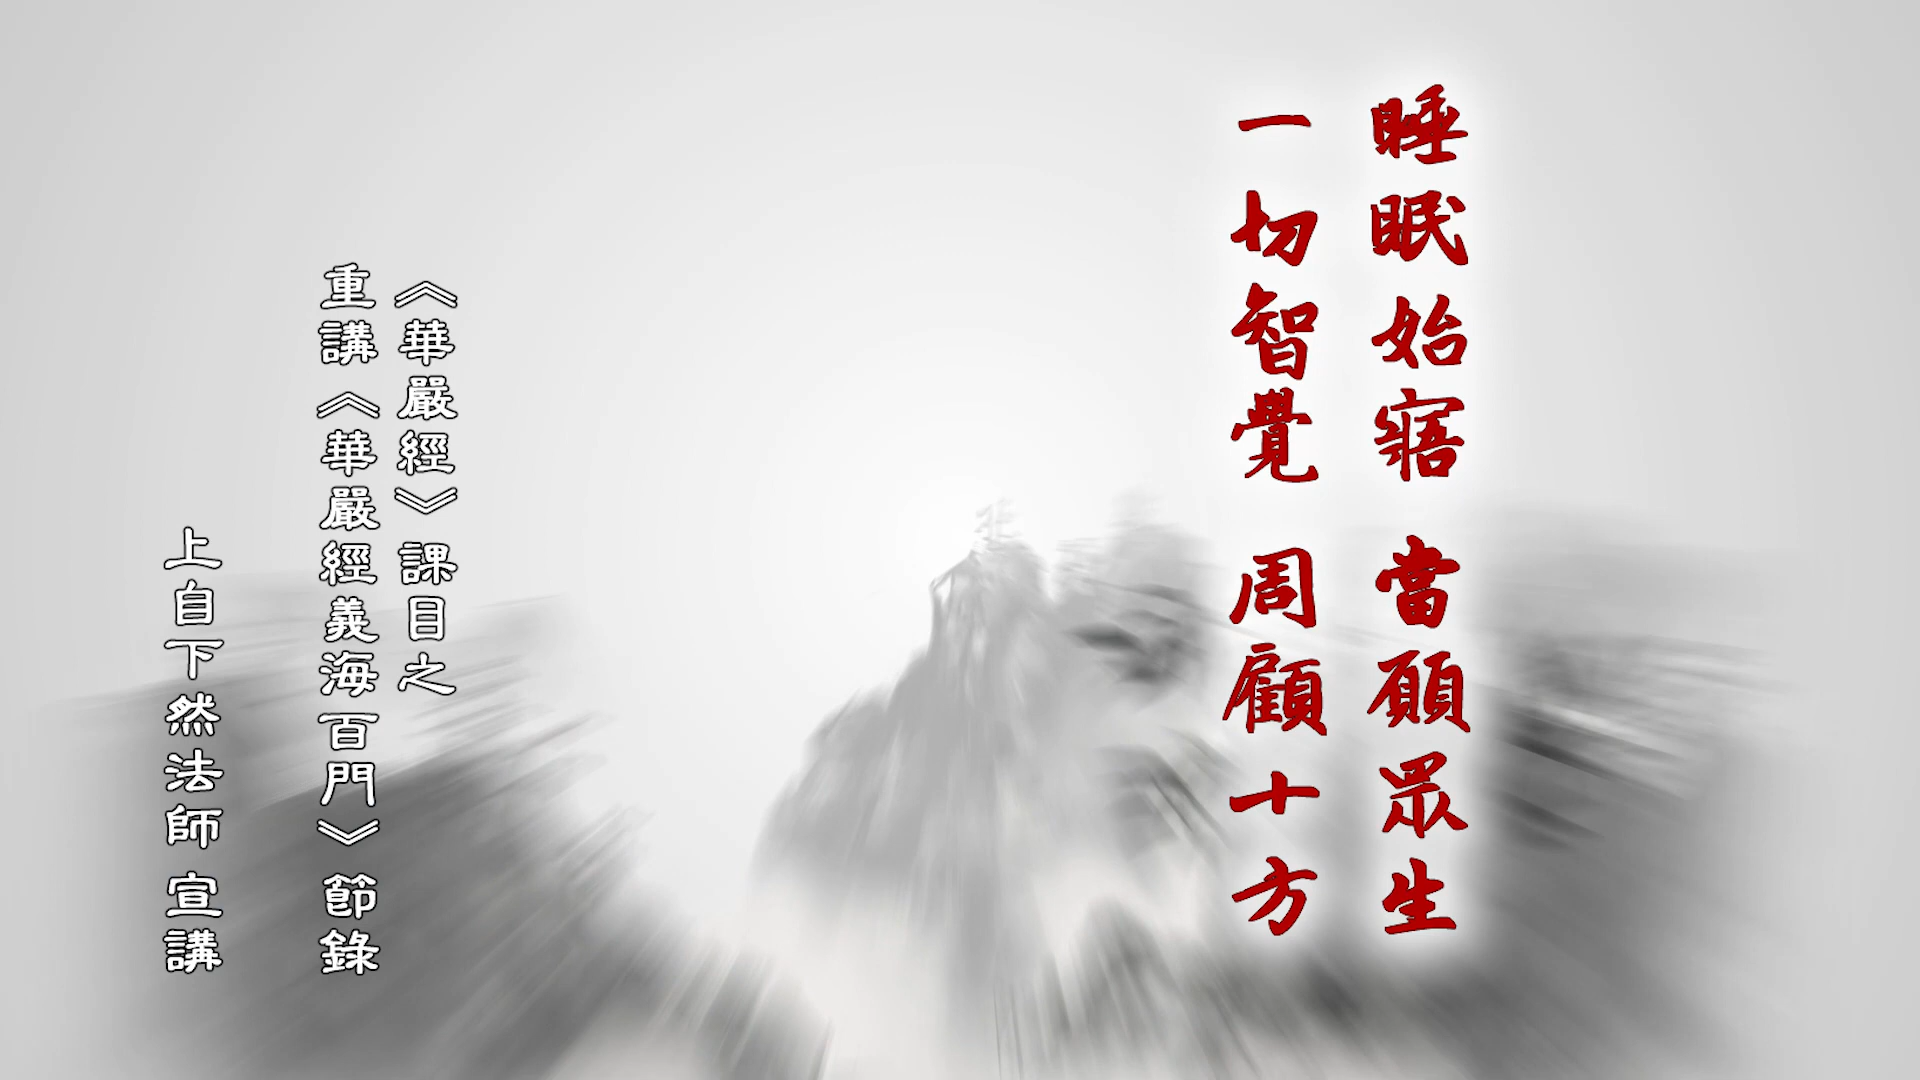 睡眠始寤 當願眾生
一切智覺 周顧十方
《華嚴經》課目之
重講《華嚴經義海百門》節錄
上自下然法師 宣講